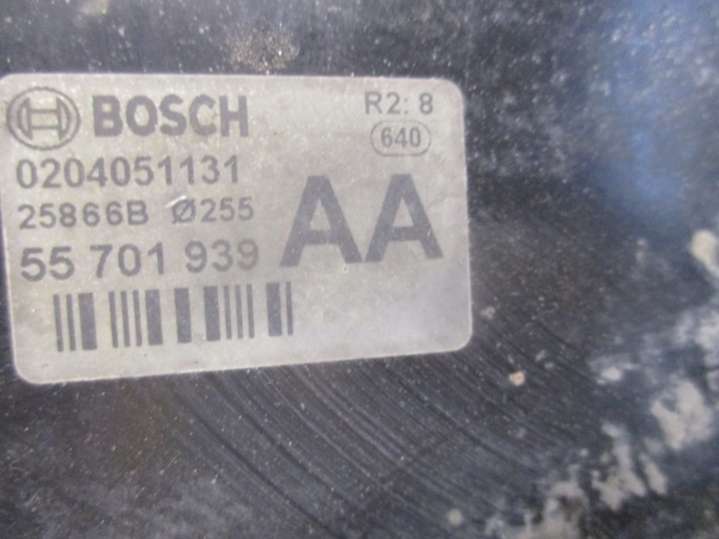 BOSCH R2: 8
640
0204051131
25866B Ø255
55 701 939 AA